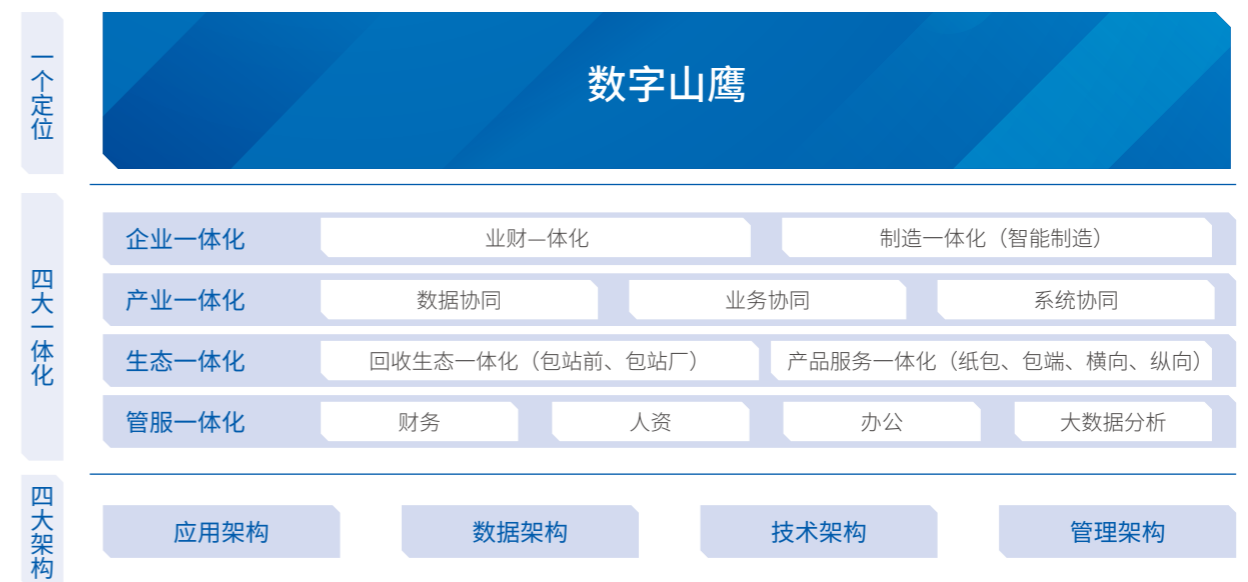 一个定位
数字山鹰
四大一体化
企业一体化
业财—体化
制造一体化（智能制造）
产业一体化
数据协同
业务协同
系统协同
生态一体化
回收生态一体化（包站前、包站厂）
产品服务一体化（纸包、包端、横向、纵向）
管服一体化
财务
人资
办公
大数据分析
四大架构
应用架构
数据架构
技术架构
管理架构